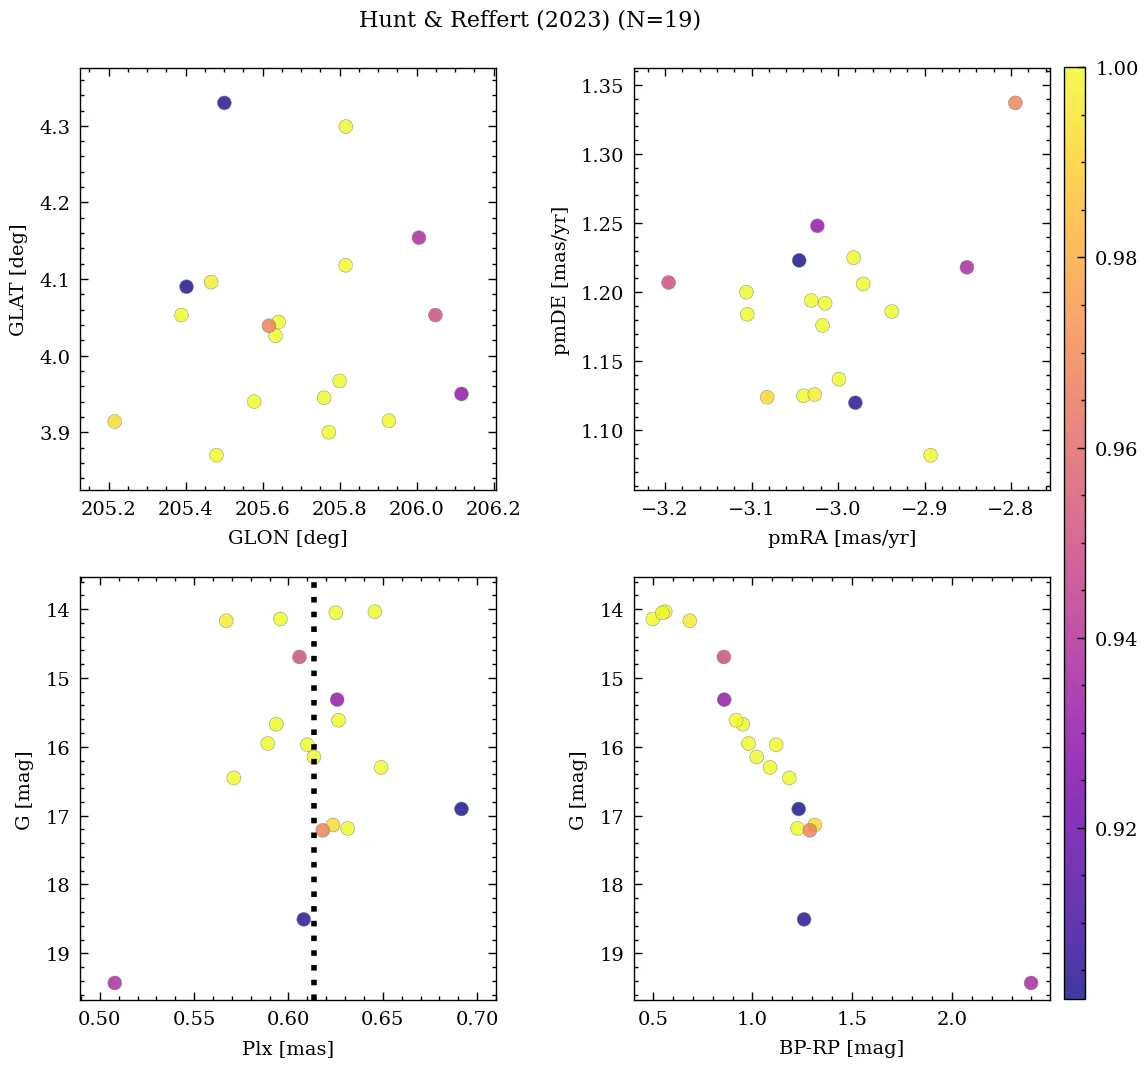 Hunt & Reffert (2023) (N=19)
4.3
4.2
4.1
4.0
3.9
GLAT [deg]
205.2 205.4 205.6 205.8 206.0 206.2
GLON [deg]
1.35
1.30
1.25
1.20
1.15
1.10
pmDE [mas/yr]
−3.2 −3.1 −3.0 −2.9 −2.8
pmRA [mas/yr]
14
15
16
17
18
19
G [mag]
0.50 0.55 0.60 0.65 0.70
Plx [mas]
14
15
16
17
18
19
G [mag]
0.5 1.0 1.5 2.0
BP-RP [mag]
1.00
0.98
0.96
0.94
0.92